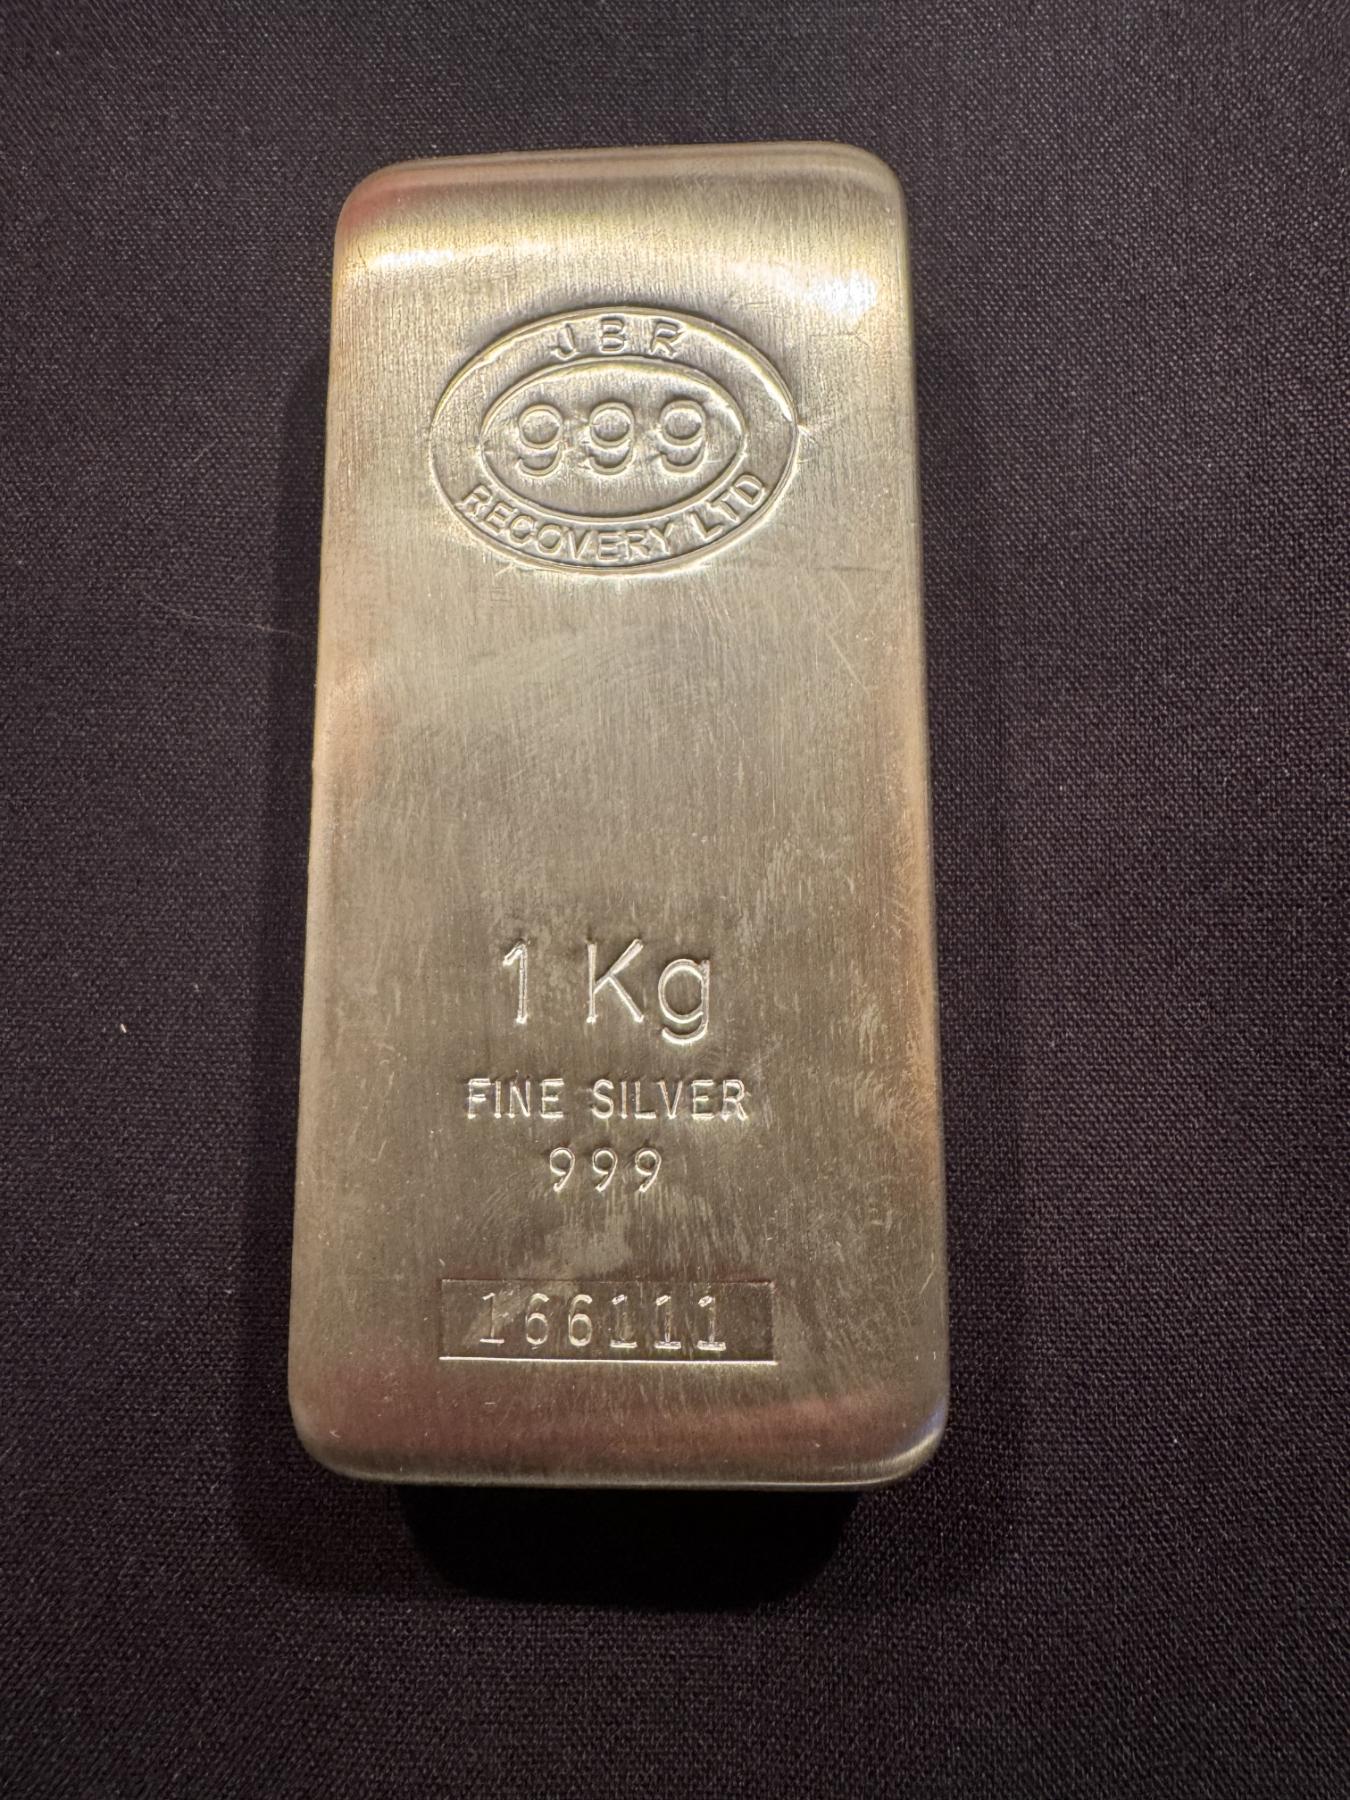 JBR
999
RECOVERY LTD
1 Kg
FINE SILVER
999
166111